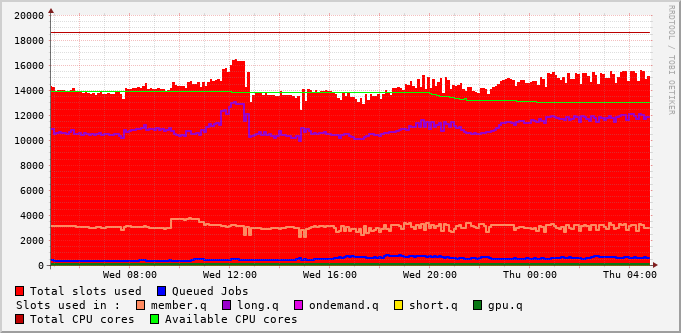 20000
18000
16000
14000
12000
10000
8000
6000
4000
2000
0
Wed 08:00 Wed 12:00 Wed 16:00 Wed 20:00 Thu 00:00 Thu 04:00
RRDTOOL / TOBI OETIKER
Total slots used Queued Jobs
Slots used in : member.q long.q ondemand.q short.q gpu.q
Total CPU cores Available CPU cores